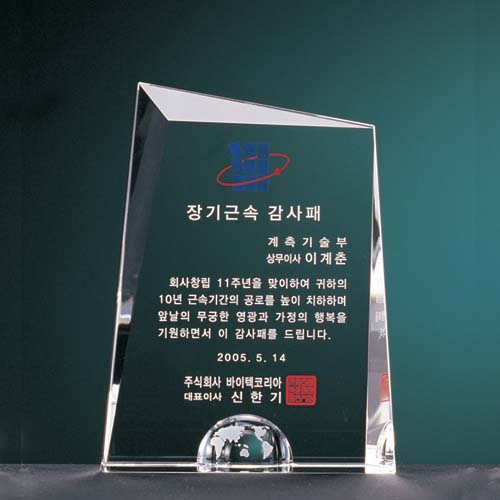 장기근속 감사패
계측기술부
상무이사 이계춘
회사창립 11주년을 맞이하여 귀하의
10년 근속기간의 공로를 높이 치하하며
앞날의 무궁한 영광과 가정의 행복을
기원하면서 이 감사패를 드립니다.
2005. 5. 14
주식회사 바이텍코리아
대표이사 신한기